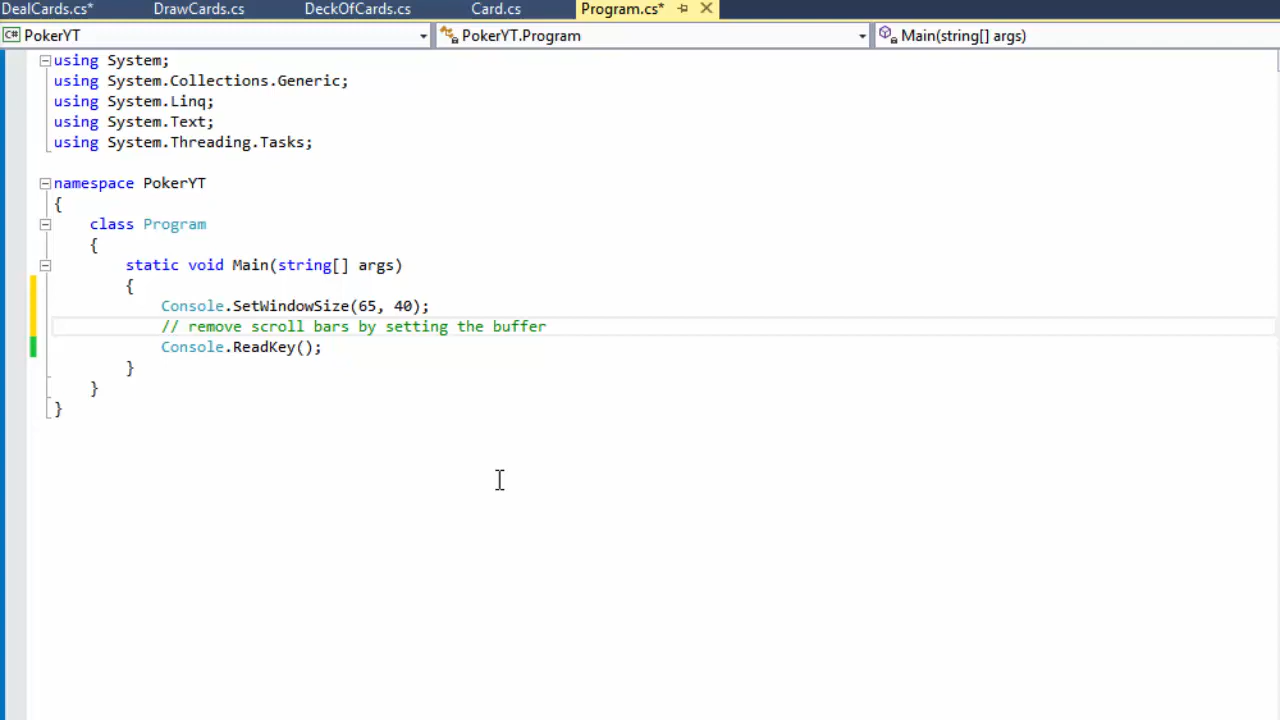 DealCards.cs* DrawCards.cs DeckOfCards.cs Card.cs Program.cs*
C# PokerYT PokerYT.Program Main(string[] args)
using System;
using System.Collections.Generic;
using System.Linq;
using System.Text;
using System.Threading.Tasks;
namespace PokerYT
{
class Program
{
static void Main(string[] args)
{
Console.SetWindowSize(65, 40);
// remove scroll bars by setting the buffer
Console.ReadKey();
}
}
}